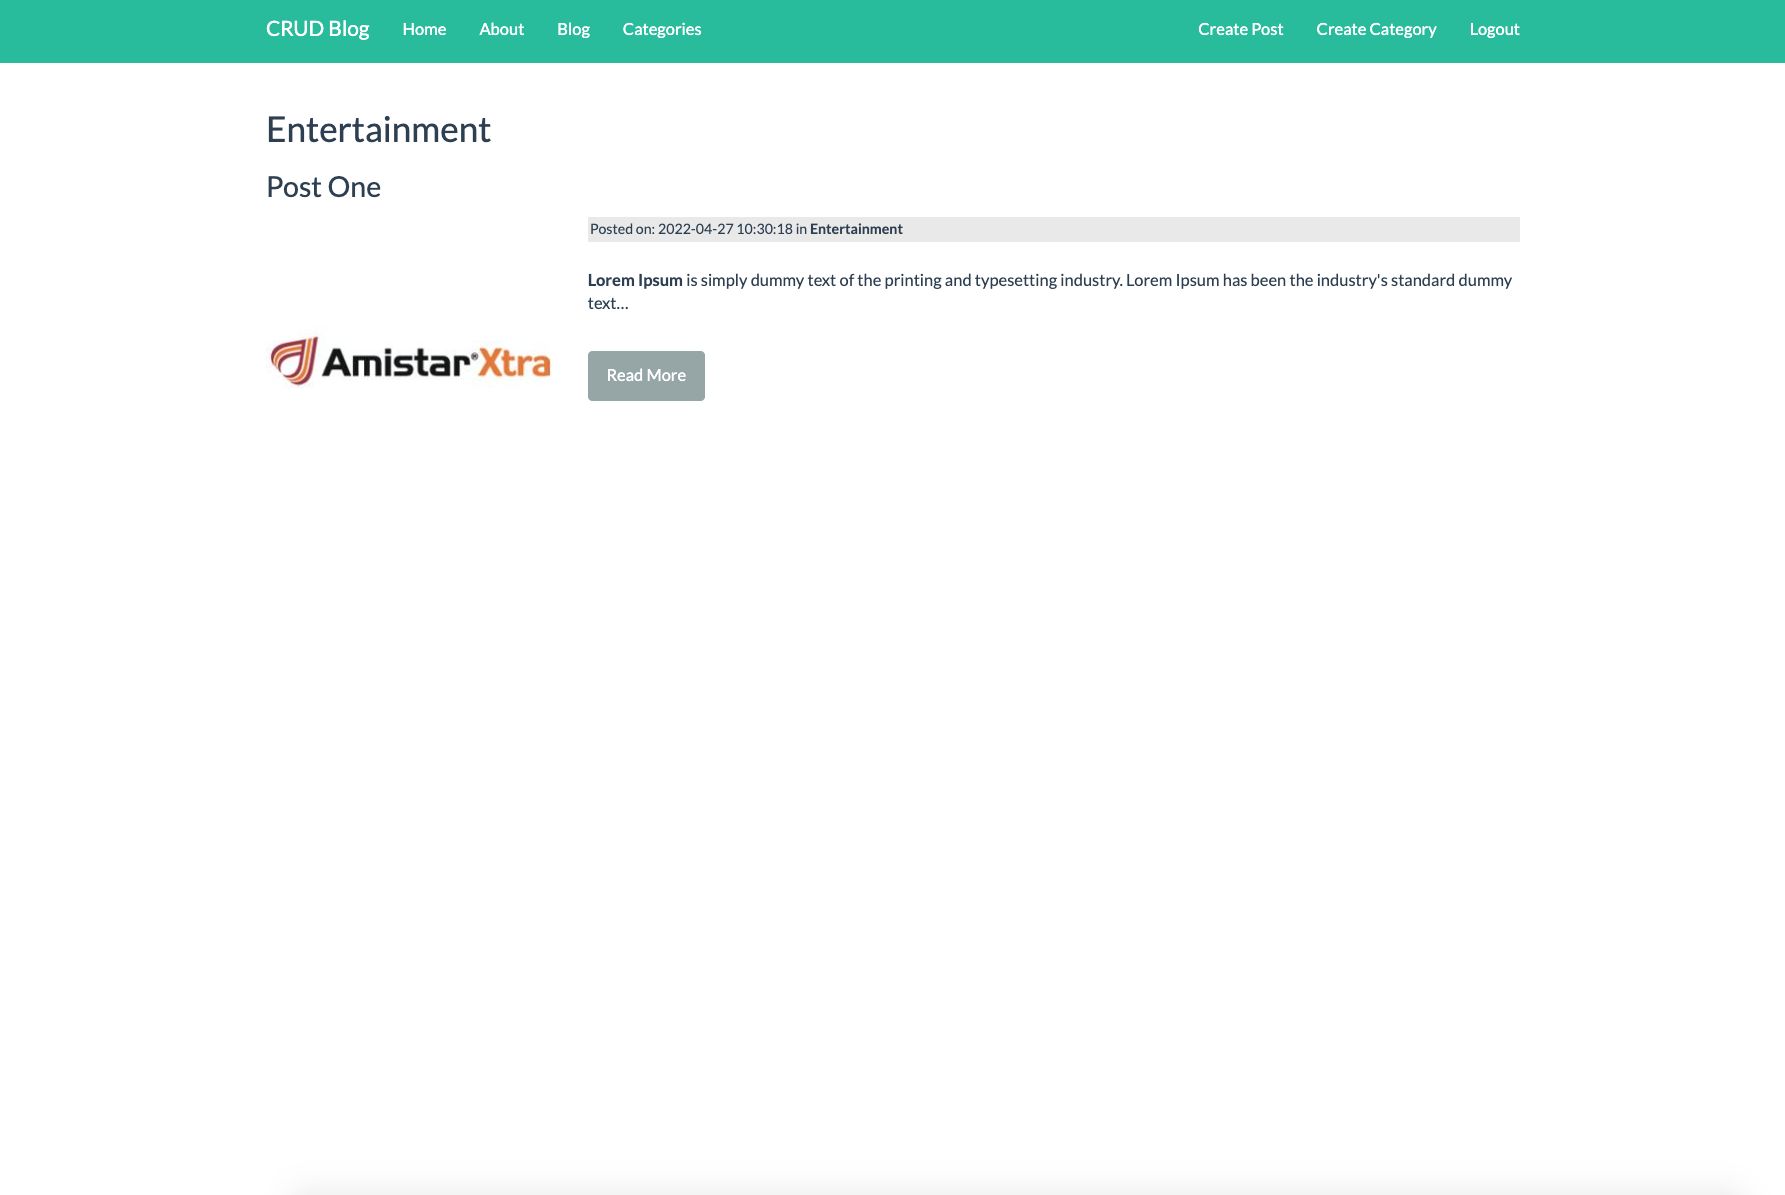 CRUD Blog Home About Blog Categories Create Post Create Category Logout
Entertainment
Post One
Posted on: 2022-04-27 10:30:18 in Entertainment
Lorem Ipsum is simply dummy text of the printing and typesetting industry. Lorem Ipsum has been the industry's standard dummy
text…
Amistar®Xtra
Read More